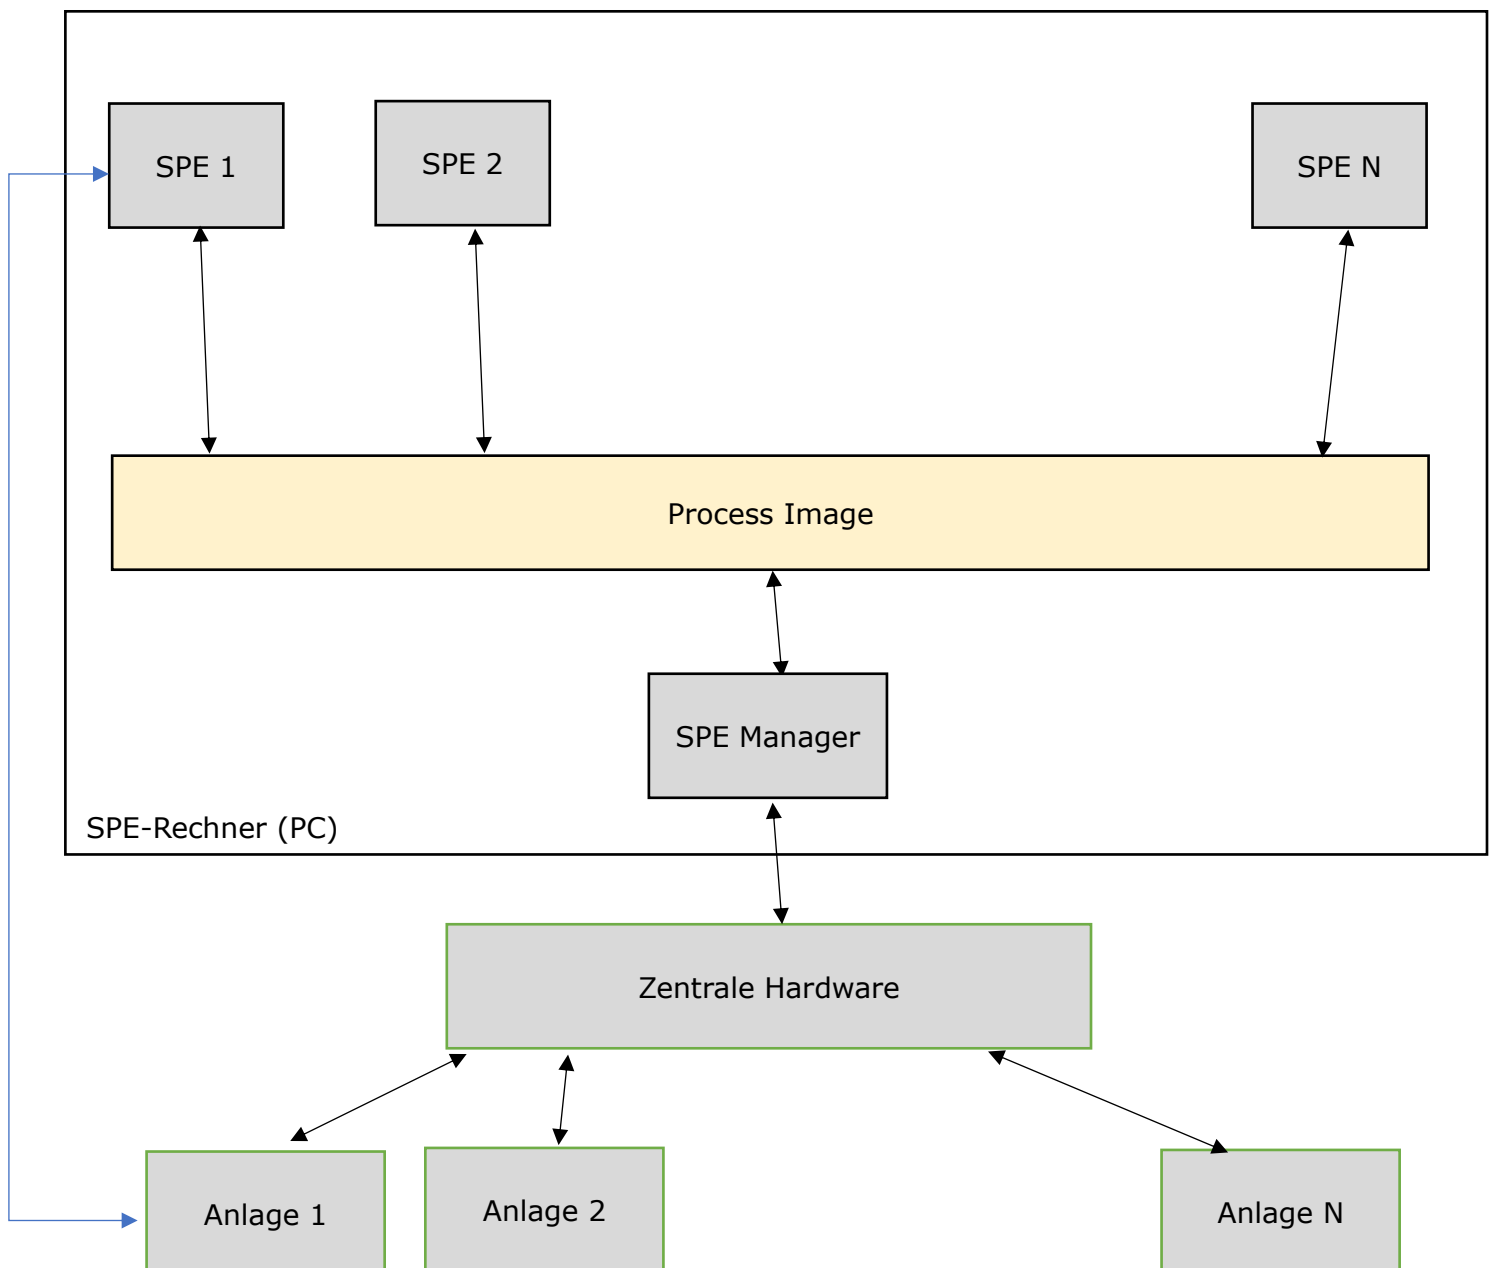 SPE 1
SPE 2
SPE N
Process Image
SPE Manager
SPE-Rechner (PC)
Zentrale Hardware
Anlage 1
Anlage 2
Anlage N